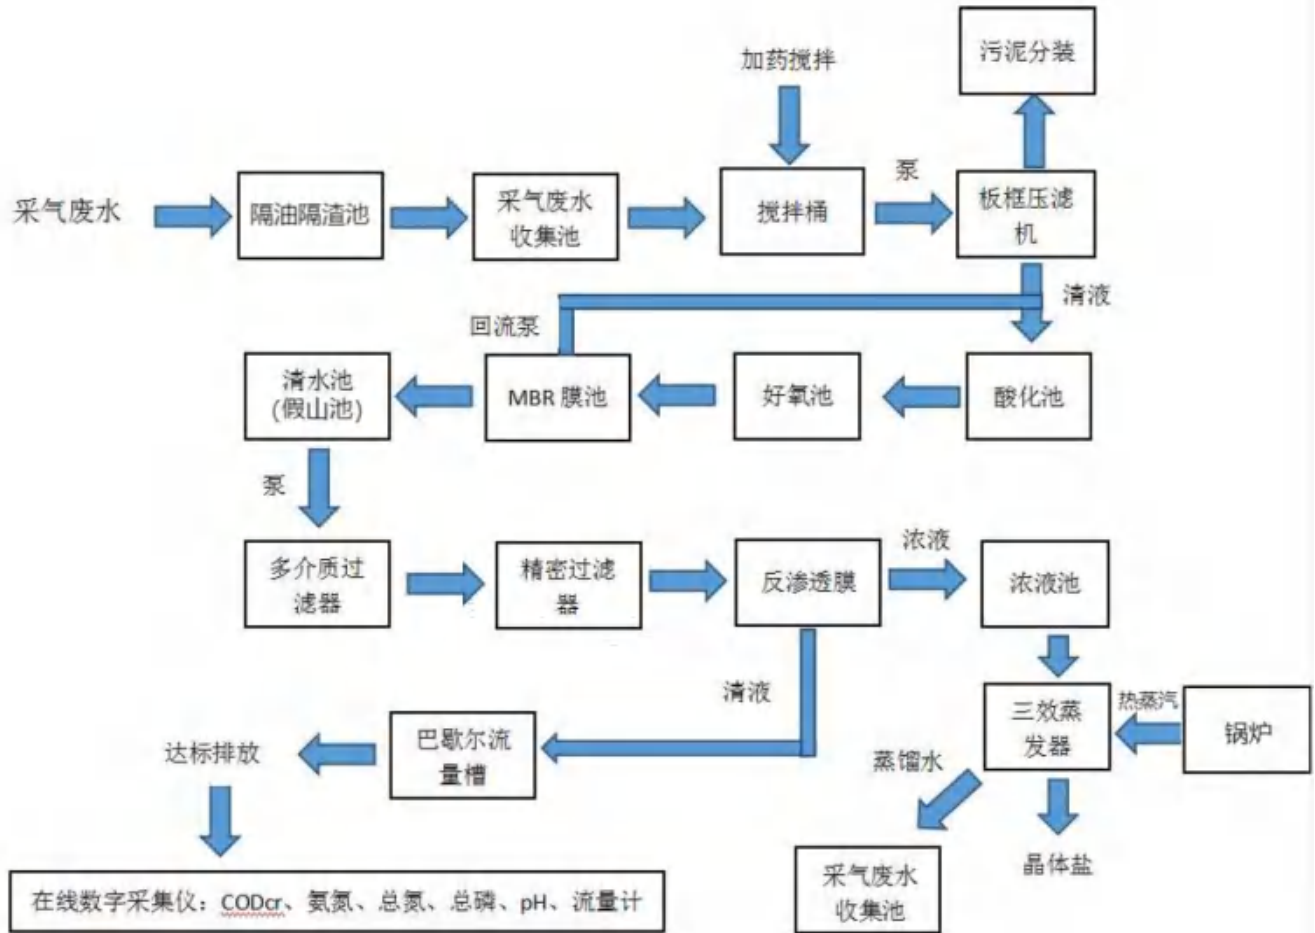 污泥分装
加药搅拌
泵
采气废水
隔油隔渣池
采气废水
收集池
搅拌桶
板框压滤
机
清液
回流泵
清水池
(假山池)
MBR 膜池
好氧池
酸化池
泵
多介质过
滤器
精密过滤
器
反渗透膜
浓液
浓液池
清液
热蒸汽
三效蒸
发器
锅炉
巴歇尔流
量槽
达标排放
蒸馏水
晶体盐
采气废水
收集池
在线数字采集仪：CODcr、氨氮、总氮、总磷、pH、流量计